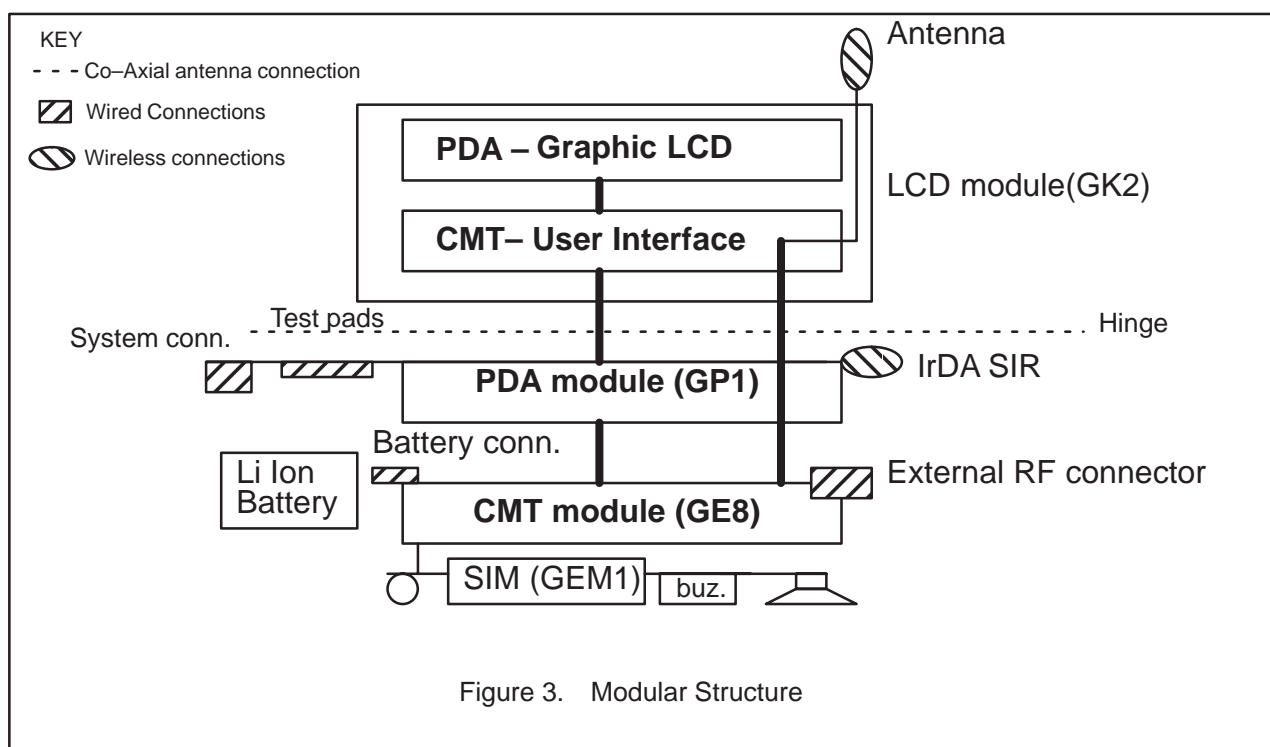 KEY
- - - Co–Axial antenna connection
Wired Connections
Wireless connections
Antenna
PDA – Graphic LCD
LCD module(GK2)
CMT– User Interface
Test pads
Hinge
System conn.
IrDA SIR
PDA module (GP1)
Battery conn.
Li Ion
Battery
External RF connector
CMT module (GE8)
SIM (GEM1)
buz.
Figure 3. Modular Structure